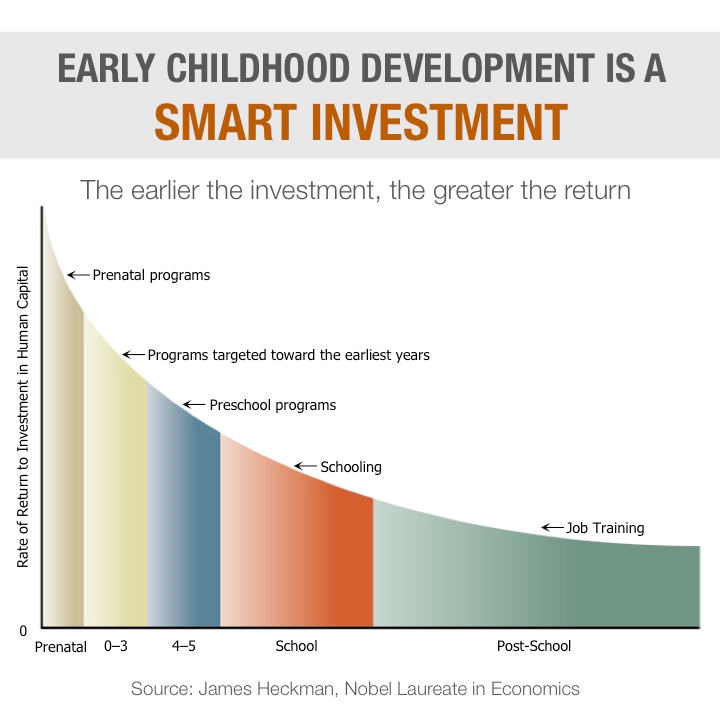 EARLY CHILDHOOD DEVELOPMENT IS A
SMART INVESTMENT
The earlier the investment, the greater the return
Rate of Return to Investment in Human Capital
Prenatal programs
Programs targeted toward the earliest years
Preschool programs
Schooling
Job Training
0
Prenatal
0–3
4–5
School
Post-School
Source: James Heckman, Nobel Laureate in Economics